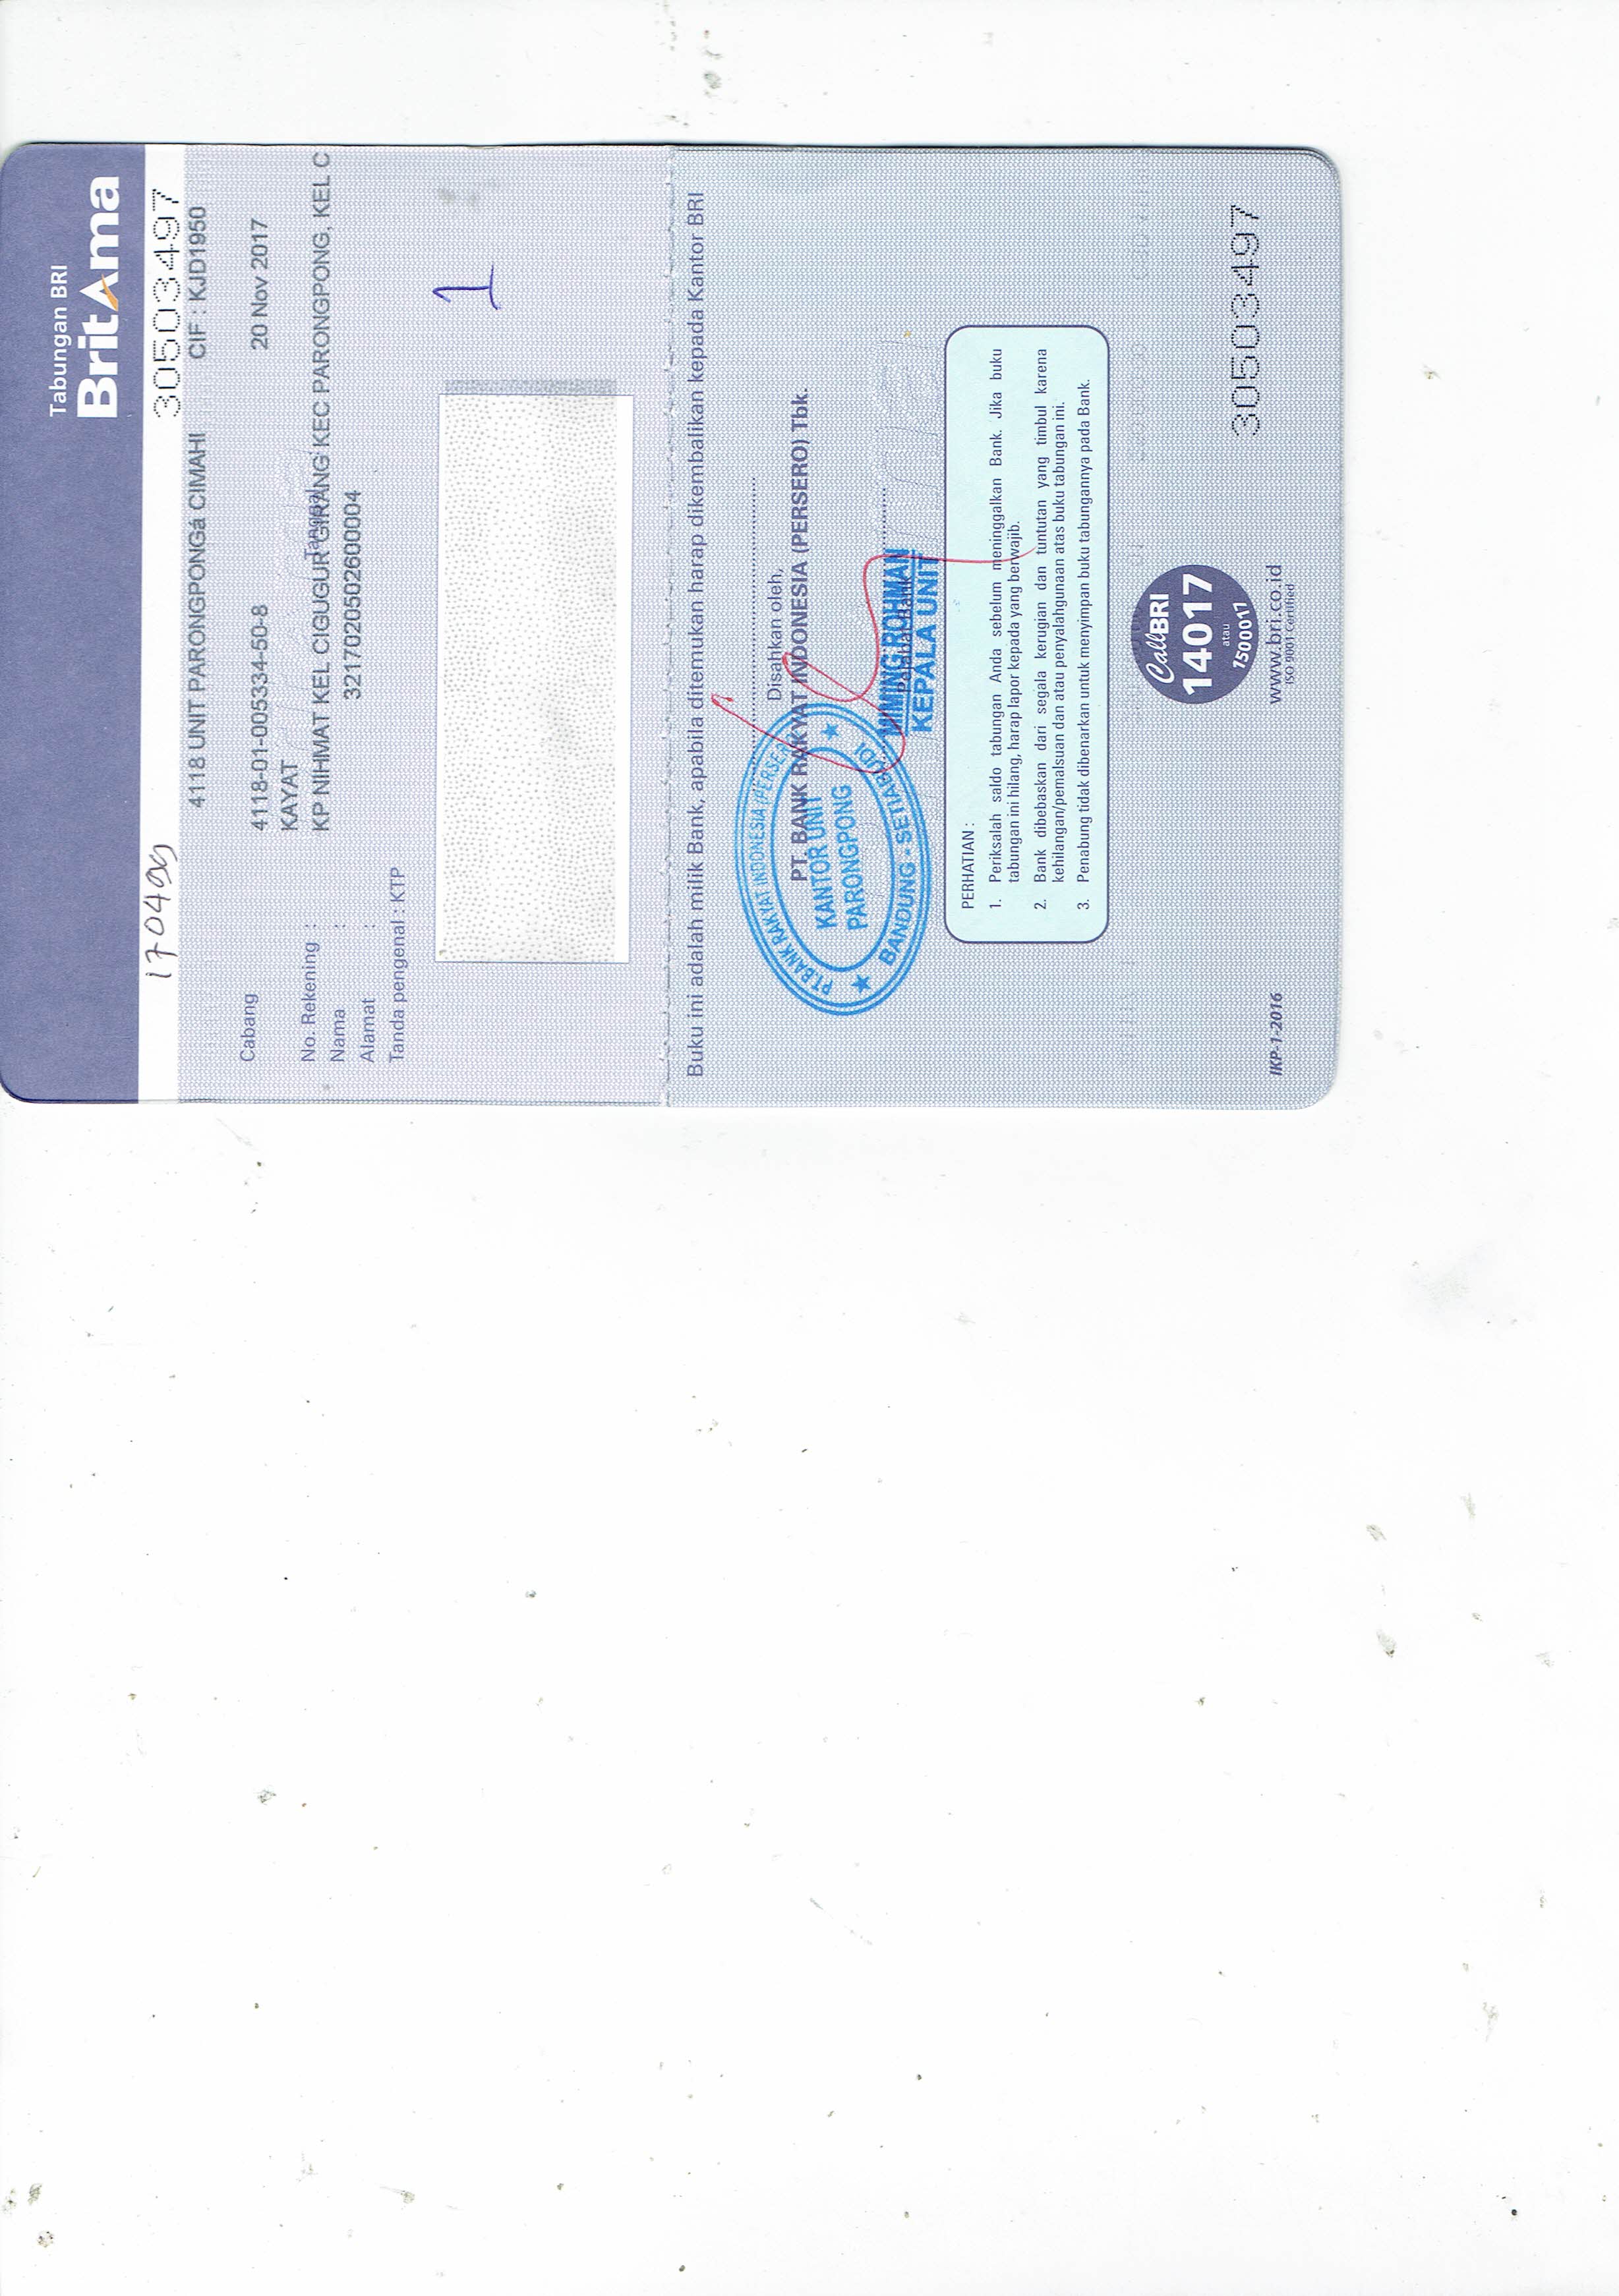 Tabungan BRI
BritAma
170499
30503497
4118 UNIT PARONGPONGá CIMAHI CIF : KJD1950
Cabang
4118-01-005334-50-8 20 Nov 2017
KAYAT
No. Rekening : Tanggal
Nama :
KP NIHMAT KEL CIGUGUR GIRANG KEC PARONGPONG, KEL C
Alamat :
3217020502600004
Tanda pengenal : KTP
1
Buku ini adalah milik Bank, apabila ditemukan harap dikembalikan kepada Kantor BRI
Disahkan oleh,
PT. BANK RAKYAT INDONESIA (PERSERO) Tbk.
PT.BANK RAKYAT INDONESIA (PERSERO)
KANTOR UNIT
PARONGPONG
BANDUNG - SETIABUDI
MIMING ROHMAN
KEPALA UNIT
PERHATIAN :
1. Periksalah saldo tabungan Anda sebelum meninggalkan Bank. Jika buku
tabungan ini hilang, harap lapor kepada yang berwajib.
2. Bank dibebaskan dari segala kerugian dan tuntutan yang timbul karena
kehilangan/pemalsuan dan atau penyalahgunaan atas buku tabungan ini.
3. Penabung tidak dibenarkan untuk menyimpan buku tabungannya pada Bank.
Call BRI
14017
atau
1500017
30503497
www.bri.co.id
ISO 9001 Certified
IKP-1-2016